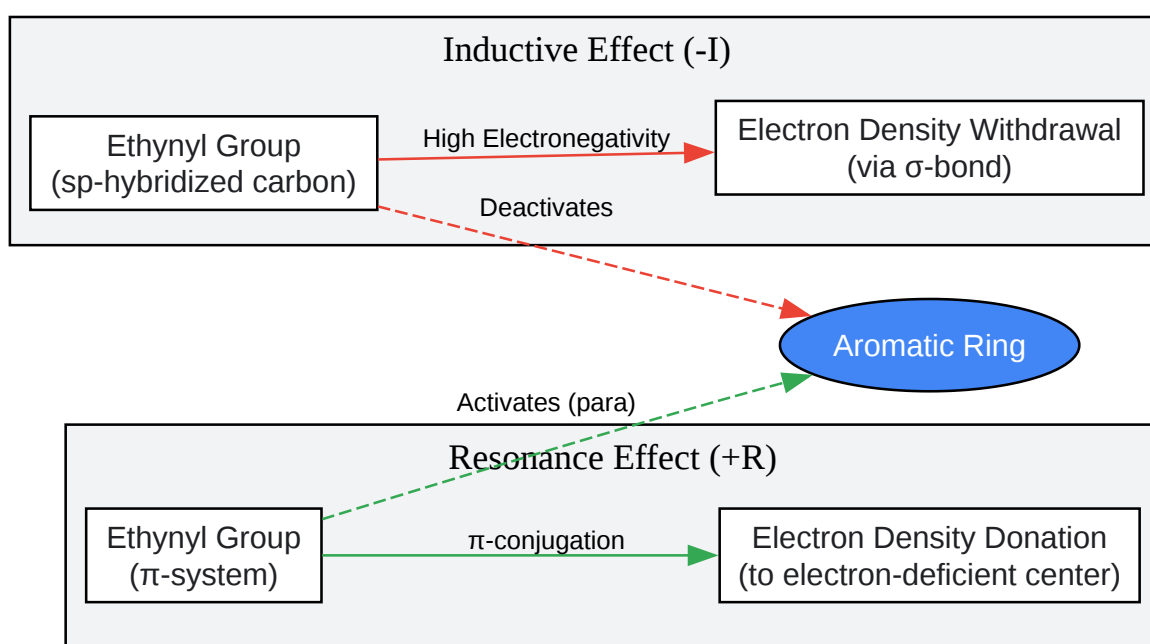 Inductive Effect (-I)
Ethynyl Group
(sp-hybridized carbon)
High Electronegativity
Electron Density Withdrawal
(via σ-bond)
Deactivates
Aromatic Ring
Activates (para)
Resonance Effect (+R)
Ethynyl Group
(π-system)
π-conjugation
Electron Density Donation
(to electron-deficient center)